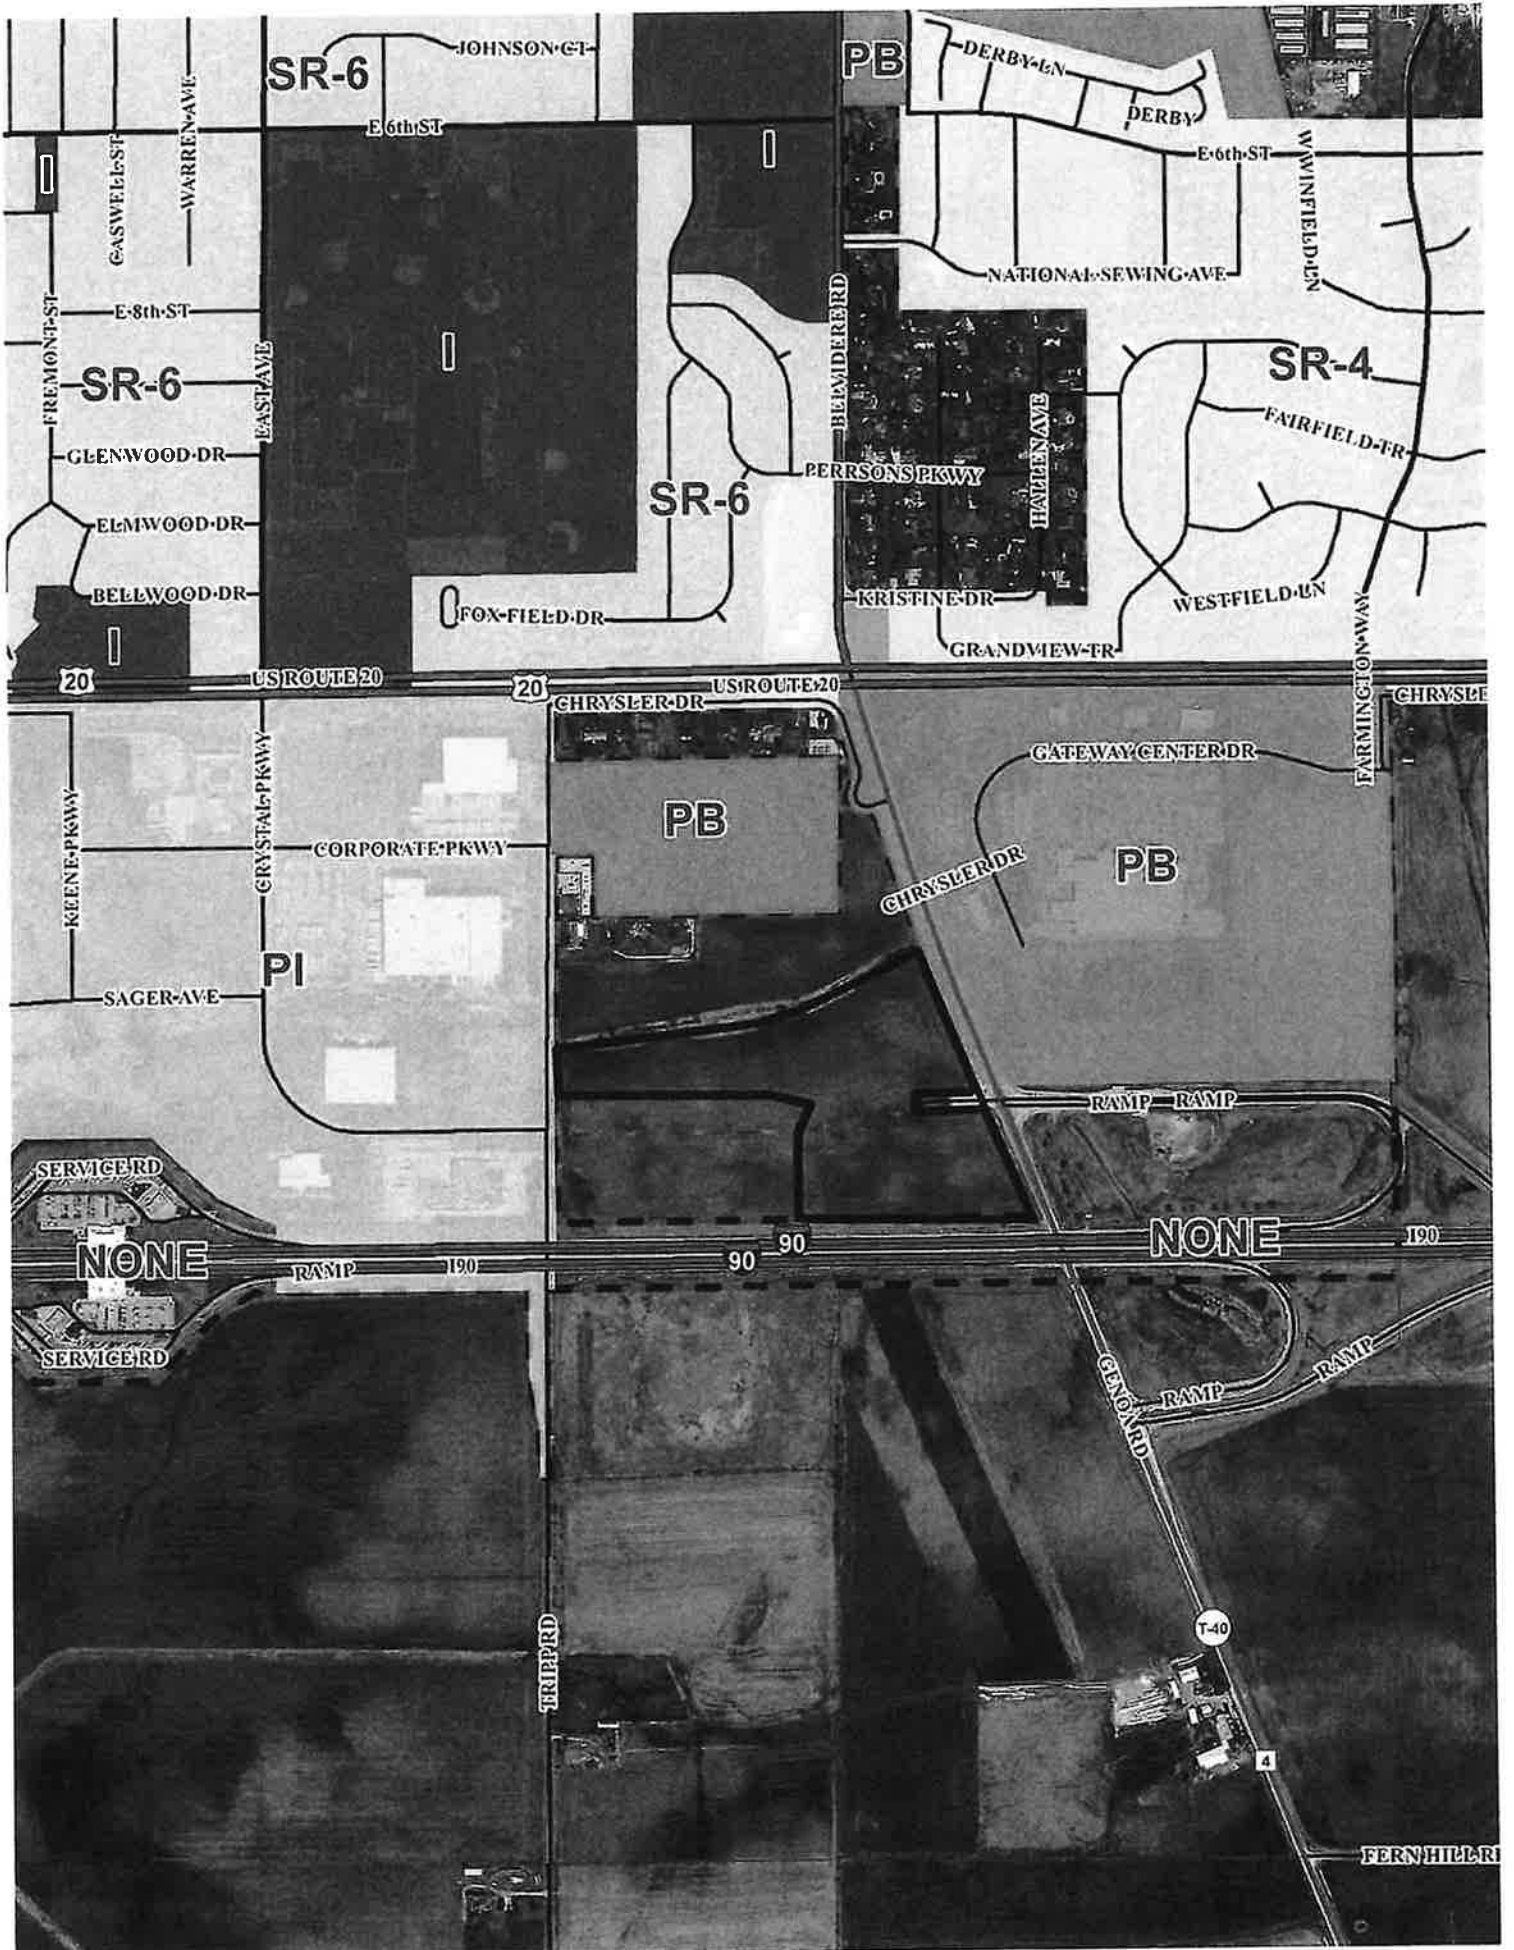 JOHNSON CT
SR-6
PB
DERBY LN
DERBY
E 6th ST
E 6th ST
I
I
CASWELL ST
WARREN AVE
W WINFIELD LN
NATIONAL SEWING AVE
E 8th ST
FREMONT ST
EAST AVE
I
BELVIDERE RD
SR-6
SR-4
HALLEN AVE
FAIRFIELD TR
GLENWOOD DR
PERRSONS PKWY
SR-6
ELMWOOD DR
BELLWOOD DR
KRISTINE DR
WESTFIELD LN
FOX FIELD DR
I
GRANDVIEW TR
FARMINGTON WAY
20
US ROUTE 20
20
US ROUTE 20
CHRYSLER DR
CHRYSLE
GATEWAY CENTER DR
KEENE PKWY
CRYSTAL PKWY
PB
CORPORATE PKWY
CHRYSLER DR
PB
PI
SAGER AVE
RAMP
RAMP
SERVICE RD
NONE
RAMP
I90
90
90
NONE
I90
SERVICE RD
GENOA RD
RAMP
RAMP
TRIPP RD
T-40
4
FERN HILL RD